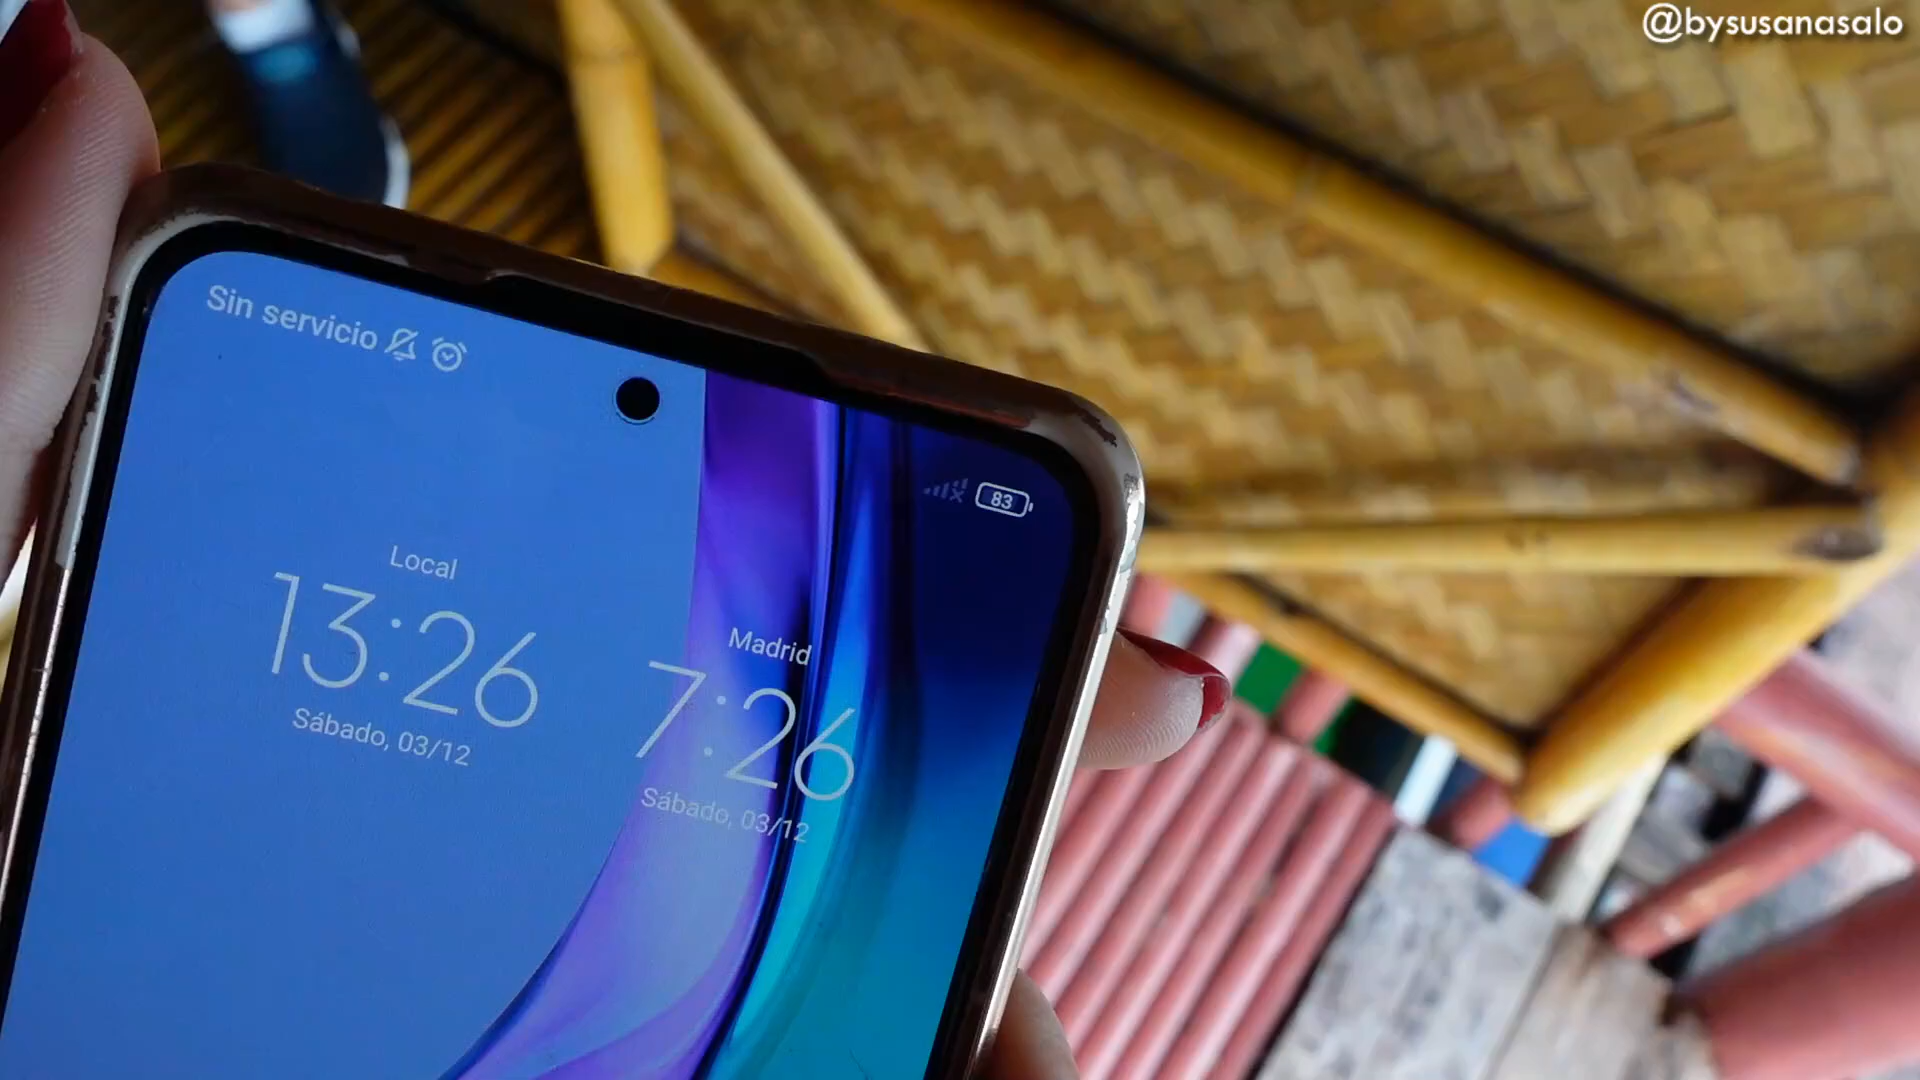 @bysusanasalo
Sin servicio
83
Local
13:26
Sábado, 03/12
Madrid
7:26
Sábado, 03/12